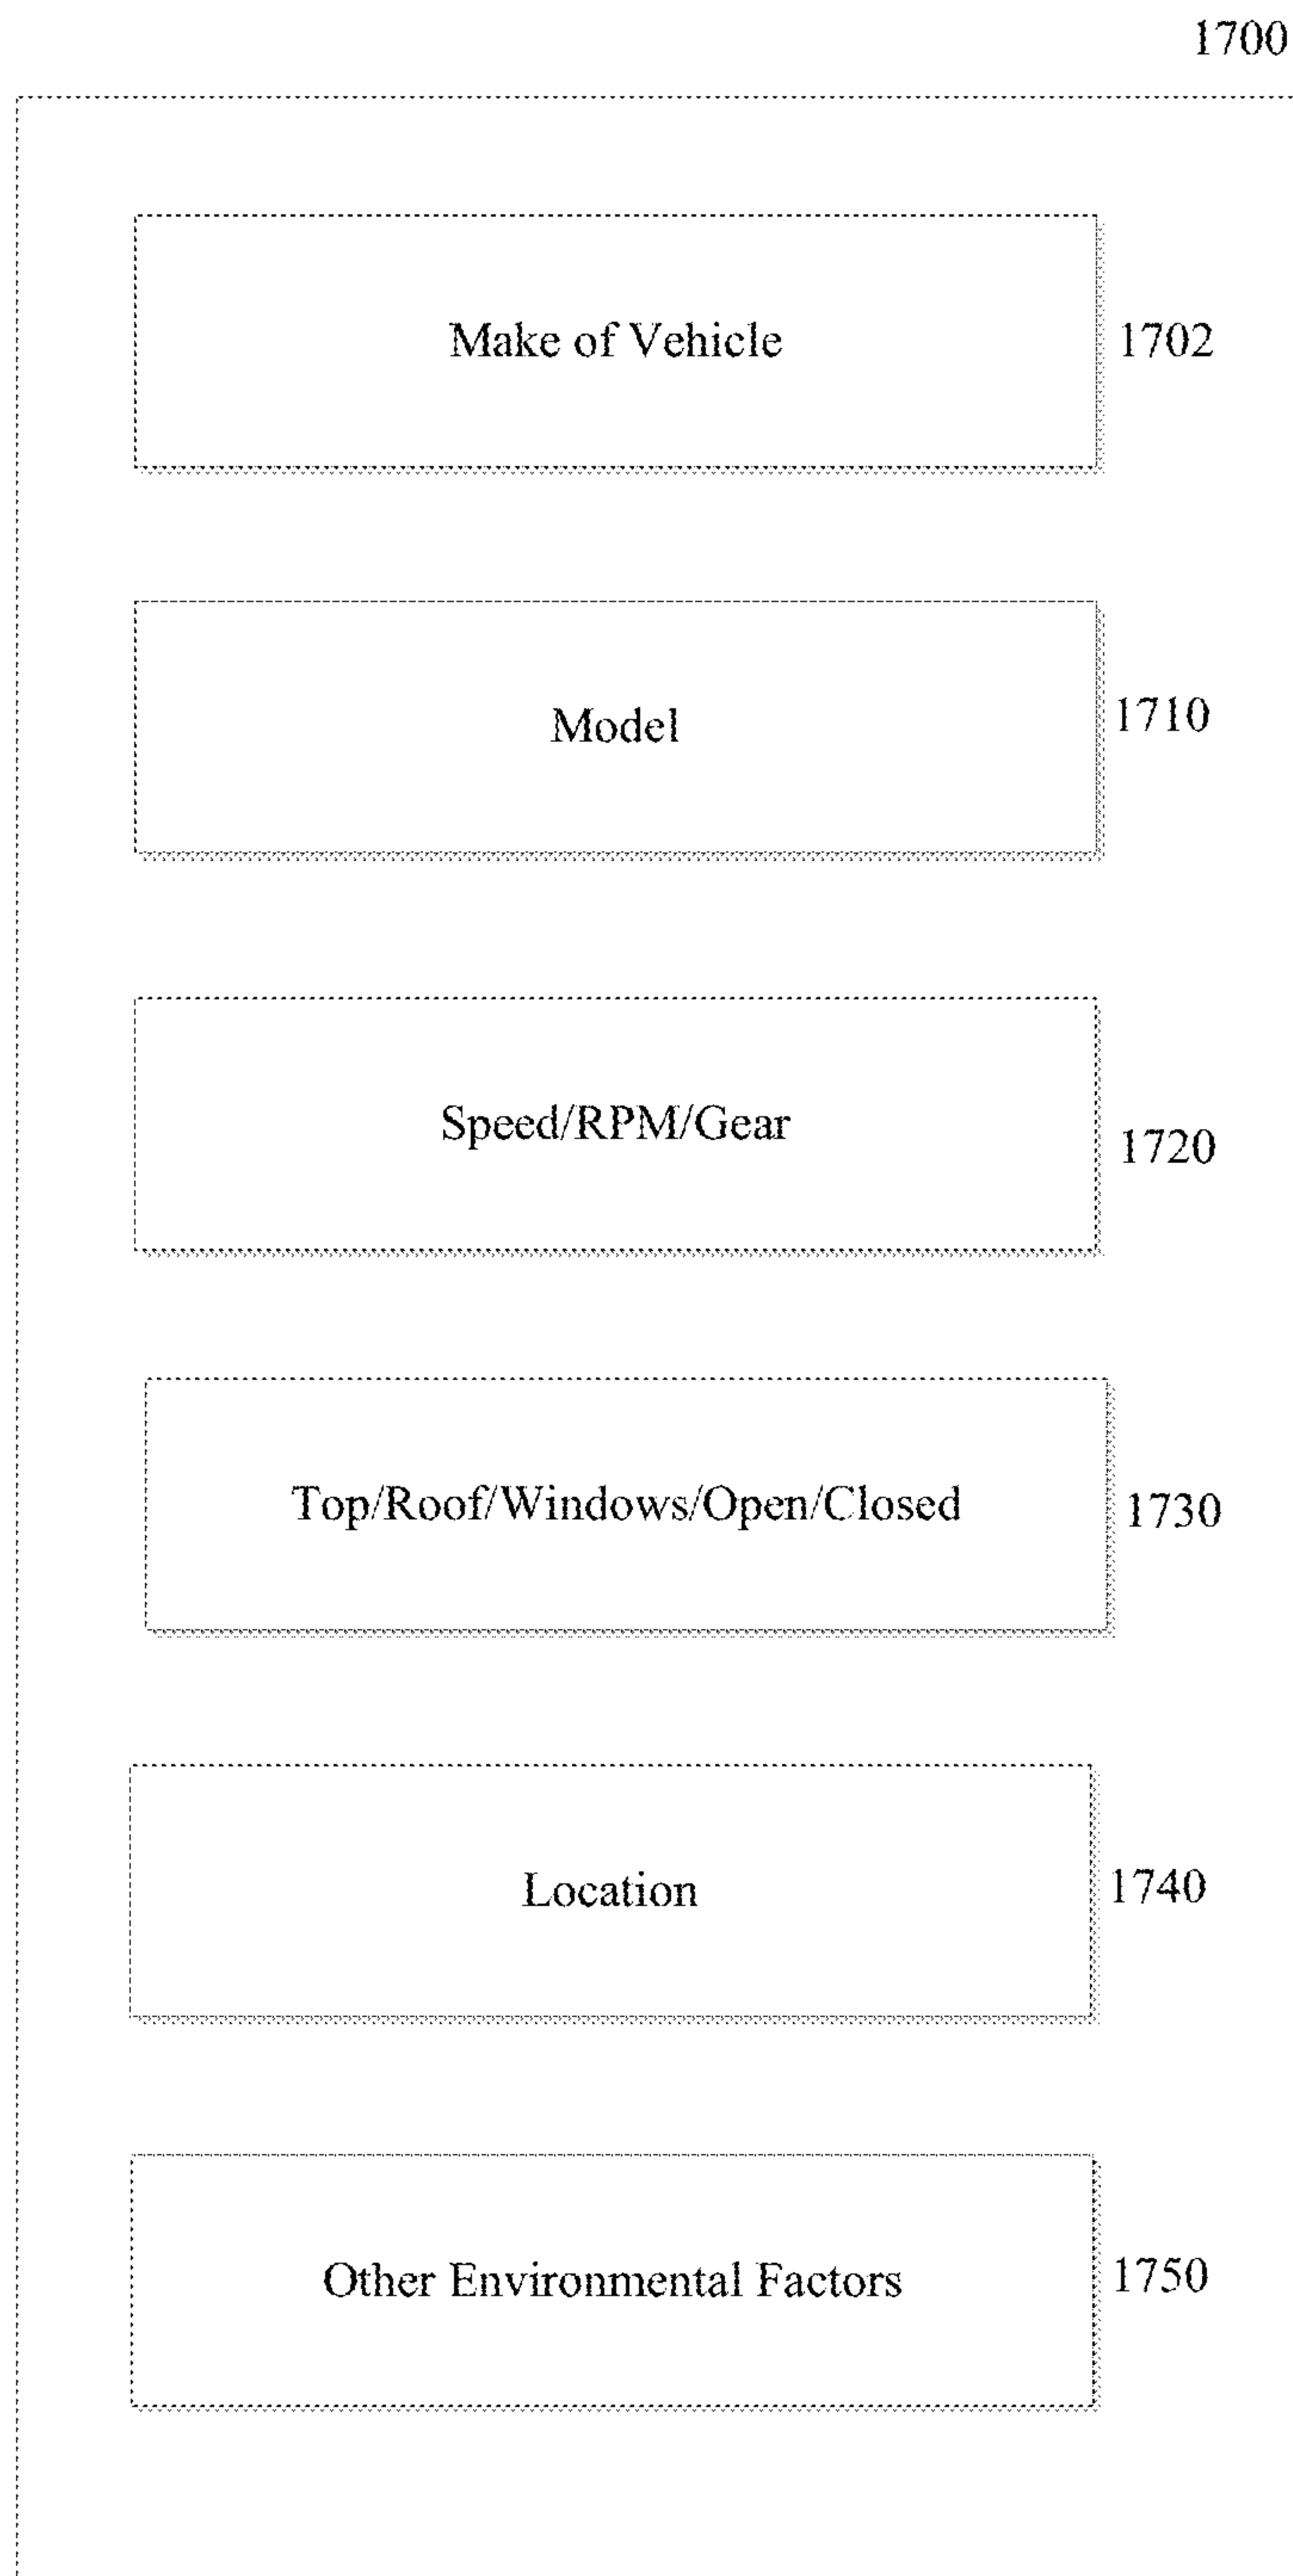 1700
Make of Vehicle
1702
Model
1710
Speed/RPM/Gear
1720
Top/Roof/Windows/Open/Closed
1730
Location
1740
Other Environmental Factors
1750